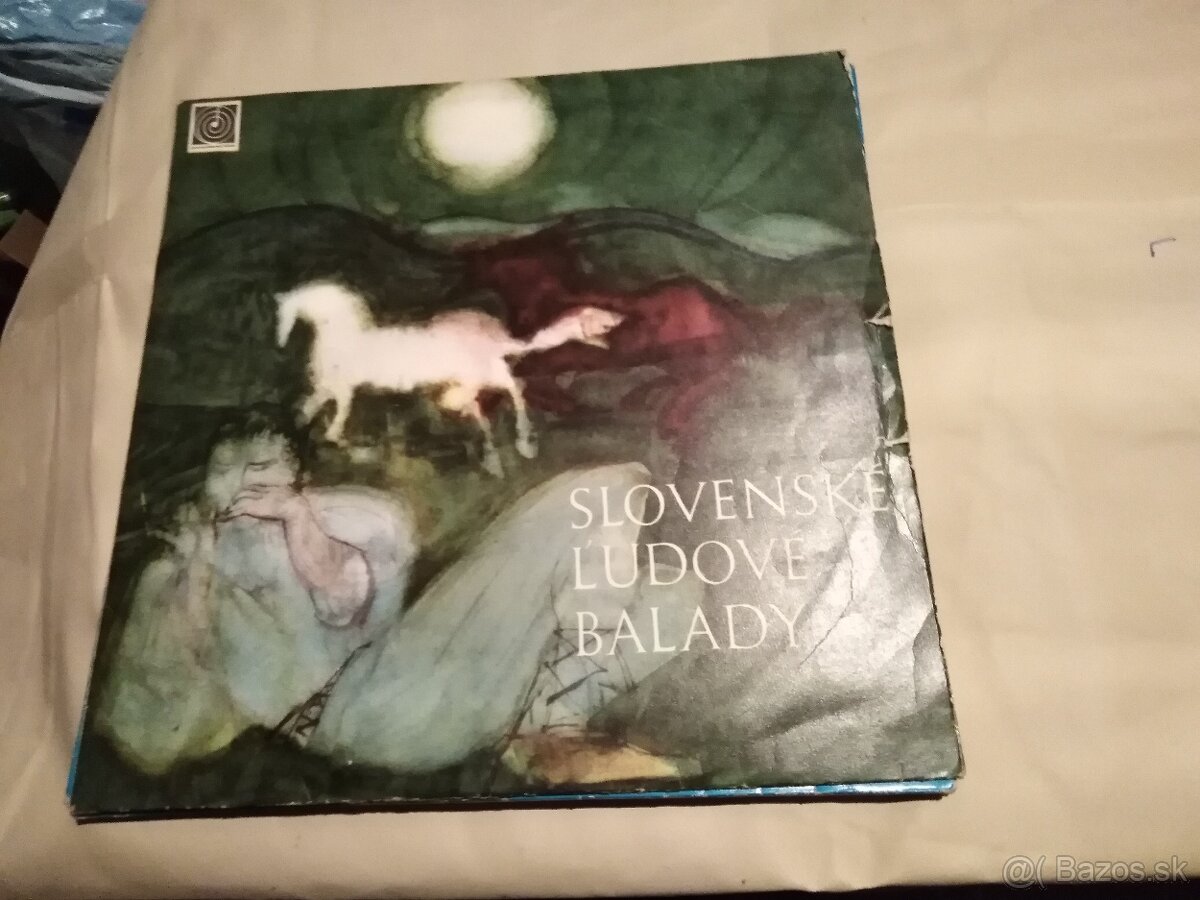 SLOVENSKÉ
ĽUDOVÉ
BALADY
@( Bazos.sk